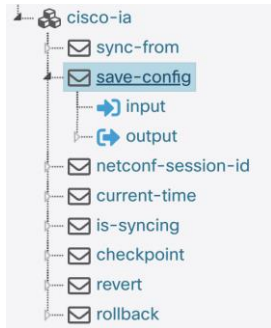 cisco-ia
sync-from
save-config
input
output
netconf-session-id
current-time
is-syncing
checkpoint
revert
rollback